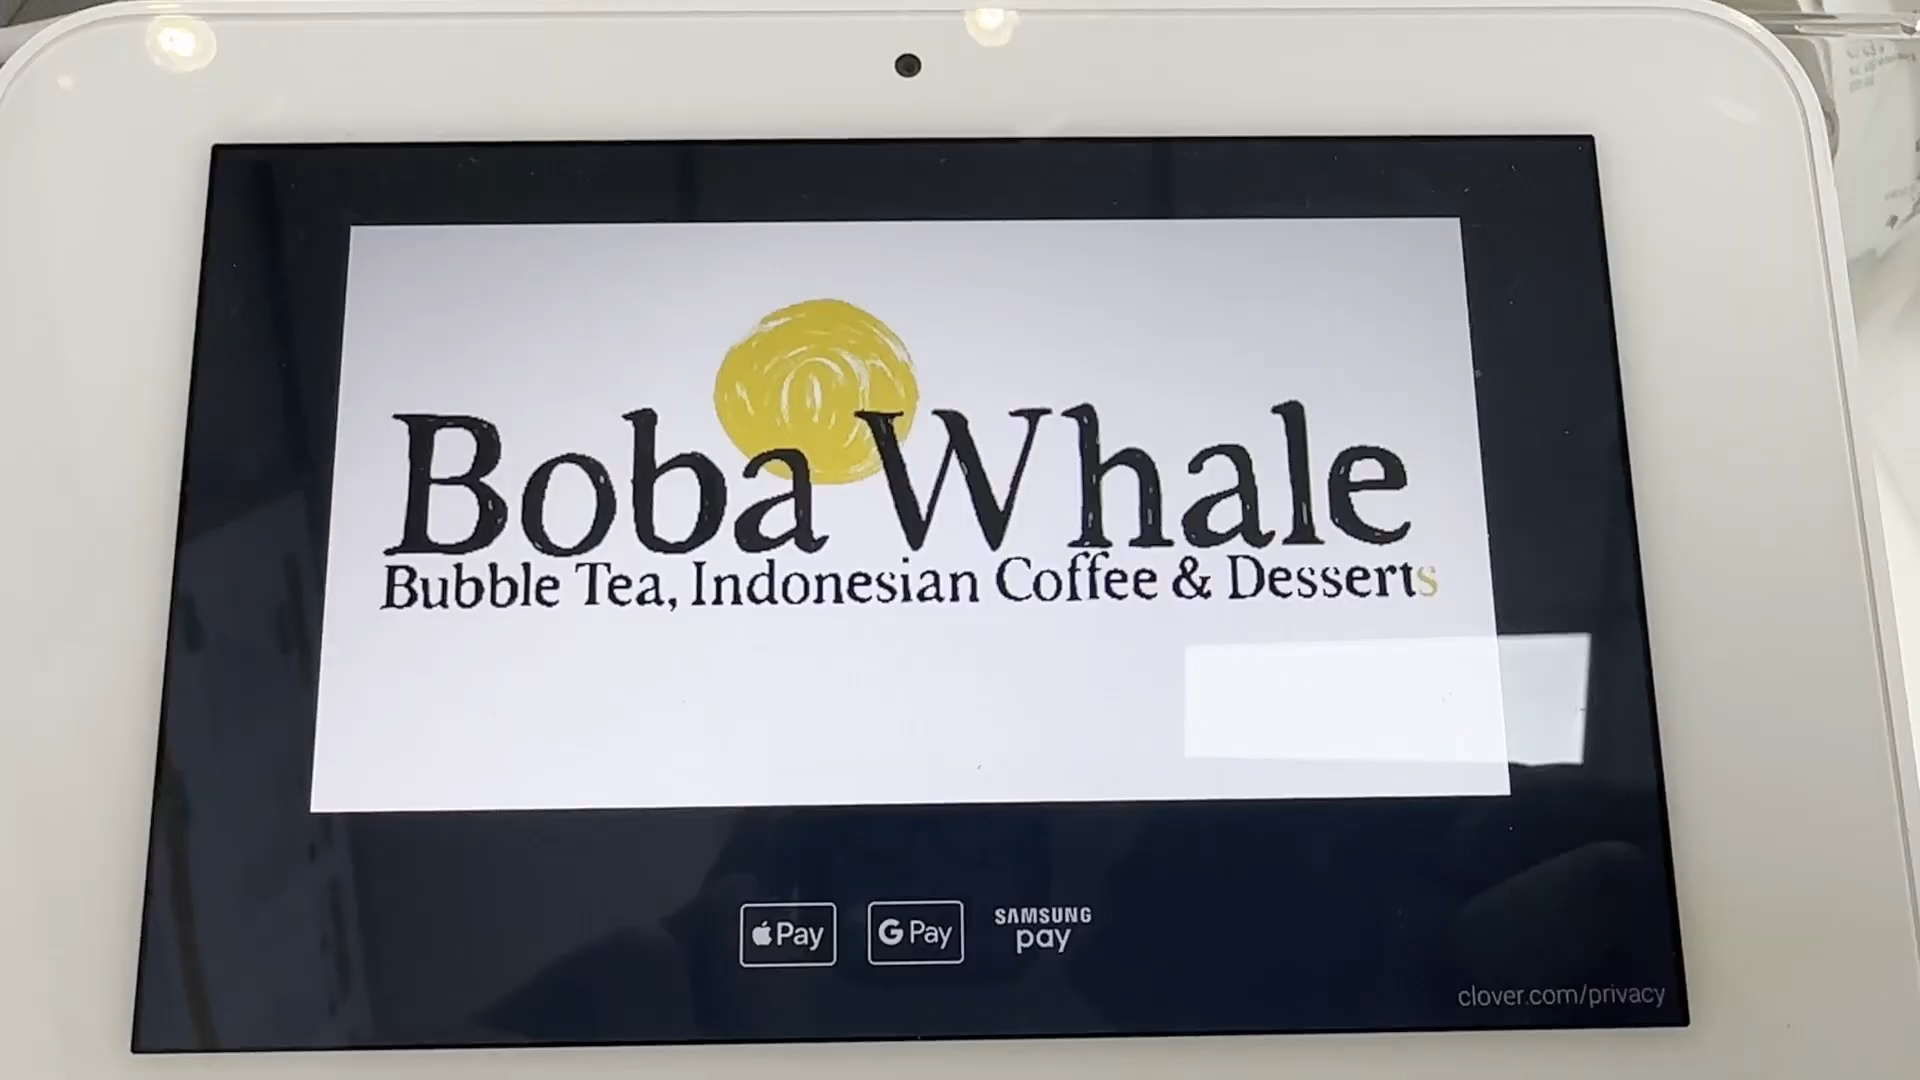 Boba Whale
Bubble Tea, Indonesian Coffee & Desserts
Pay
G Pay
SAMSUNG
pay
clover.com/privacy